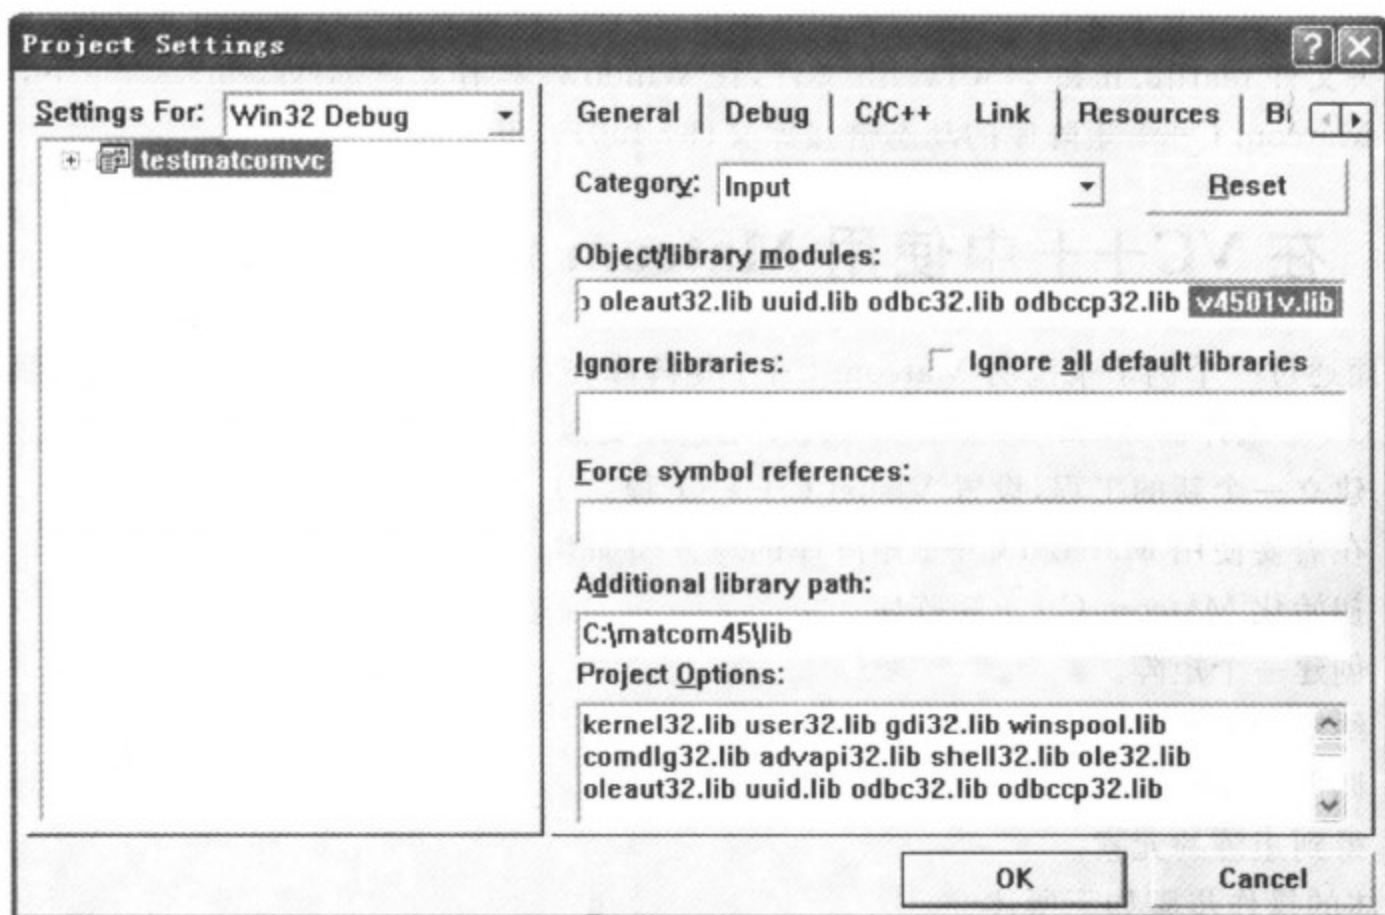 Project Settings
Settings For: Win32 Debug
testmatcomvc
General Debug C/C++ Link Resources
Category: Input Reset
Object/library modules:
oleaut32.lib uuid.lib odbc32.lib odbccp32.lib v4501v.lib
Ignore libraries: Ignore all default libraries
Force symbol references:
Additional library path:
C:\matcom45\lib
Project Options:
kernel32.lib user32.lib gdi32.lib winspool.lib
comdlg32.lib advapi32.lib shell32.lib ole32.lib
oleaut32.lib uuid.lib odbc32.lib odbccp32.lib
OK Cancel